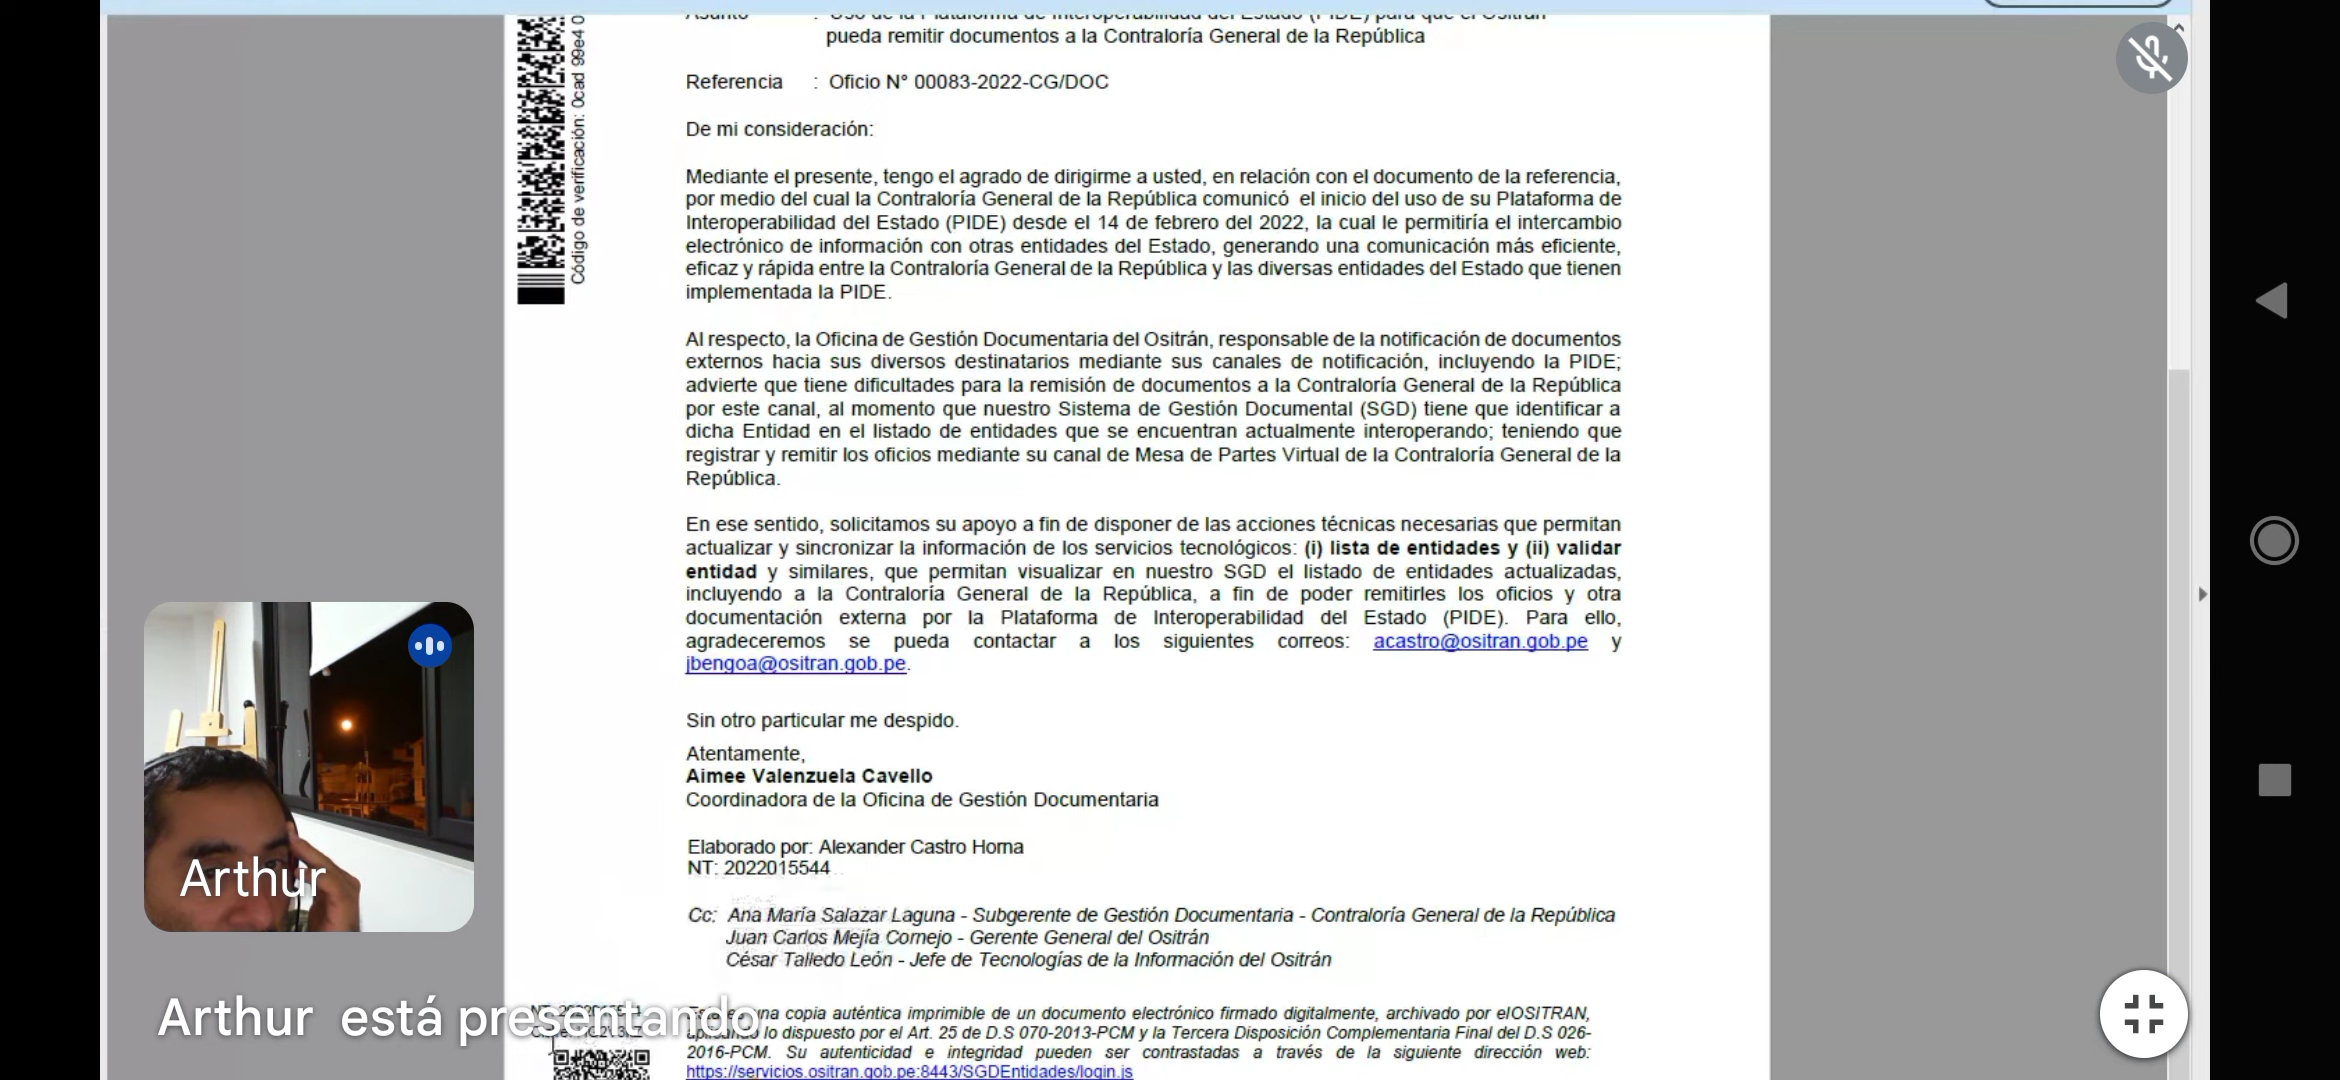 pueda remitir documentos a la Contraloría General de la República
Código de verificación: 0cad 99e4 0
Referencia : Oficio N° 00083-2022-CG/DOC
De mi consideración:
Mediante el presente, tengo el agrado de dirigirme a usted, en relación con el documento de la referencia,
por medio del cual la Contraloría General de la República comunicó el inicio del uso de su Plataforma de
Interoperabilidad del Estado (PIDE) desde el 14 de febrero del 2022, la cual le permitiría el intercambio
electrónico de información con otras entidades del Estado, generando una comunicación más eficiente,
eficaz y rápida entre la Contraloría General de la República y las diversas entidades del Estado que tienen
implementada la PIDE.
Al respecto, la Oficina de Gestión Documentaria del Ositrán, responsable de la notificación de documentos
externos hacia sus diversos destinatarios mediante sus canales de notificación, incluyendo la PIDE;
advierte que tiene dificultades para la remisión de documentos a la Contraloría General de la República
por este canal, al momento que nuestro Sistema de Gestión Documental (SGD) tiene que identificar a
dicha Entidad en el listado de entidades que se encuentran actualmente interoperando; teniendo que
registrar y remitir los oficios mediante su canal de Mesa de Partes Virtual de la Contraloría General de la
República.
En ese sentido, solicitamos su apoyo a fin de disponer de las acciones técnicas necesarias que permitan
actualizar y sincronizar la información de los servicios tecnológicos: (i) lista de entidades y (ii) validar
entidad y similares, que permitan visualizar en nuestro SGD el listado de entidades actualizadas,
incluyendo a la Contraloría General de la República, a fin de poder remitirles los oficios y otra
documentación externa por la Plataforma de Interoperabilidad del Estado (PIDE). Para ello,
agradeceremos se pueda contactar a los siguientes correos: acastro@ositran.gob.pe y
jbengoa@ositran.gob.pe.
Sin otro particular me despido.
Atentamente,
Aimee Valenzuela Cavello
Coordinadora de la Oficina de Gestión Documentaria
Elaborado por: Alexander Castro Horna
NT: 2022015544
Cc: Ana María Salazar Laguna - Subgerente de Gestión Documentaria - Contraloría General de la República
Juan Carlos Mejía Cornejo - Gerente General del Ositrán
César Talledo León - Jefe de Tecnologías de la Información del Ositrán
Arthur
Arthur está presentando
una copia auténtica imprimible de un documento electrónico firmado digitalmente, archivado por elOSITRAN,
lo dispuesto por el Art. 25 de D.S 070-2013-PCM y la Tercera Disposición Complementaria Final del D.S 026-
2016-PCM. Su autenticidad e integridad pueden ser contrastadas a través de la siguiente dirección web:
https://servicios.ositran.gob.pe:8443/SGDEntidades/login.js